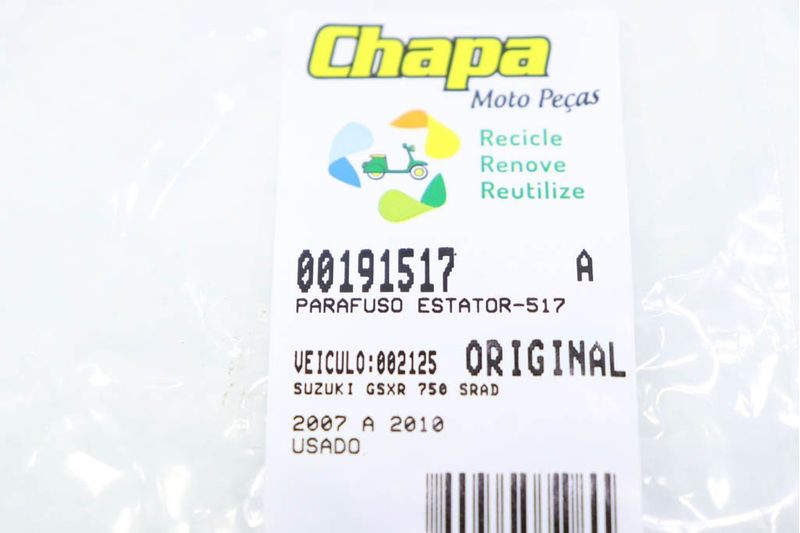 Chapa
Moto Peças
Recicle
Renove
Reutilize
00191517 A
PARAFUSO ESTATOR-517
VEICULO:002125 ORIGINAL
SUZUKI GSXR 750 SRAD
2007 A 2010
USADO